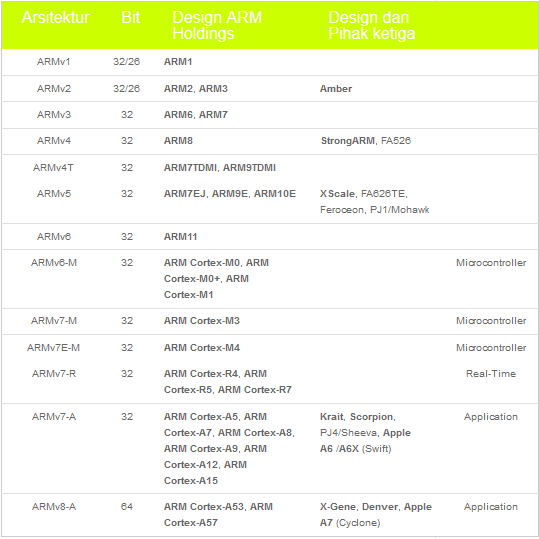 Arsitektur Bit Design ARM Design dari
Holdings Pihak ketiga
ARMv1 32/26 ARM1
ARMv2 32/26 ARM2, ARM3 Amber
ARMv3 32 ARM6, ARM7
ARMv4 32 ARM8 StrongARM, FA526
ARMv4T 32 ARM7TDMI, ARM9TDMI
ARMv5 32 ARM7EJ, ARM9E, ARM10E XScale, FA626TE,
Feroceon, PJ1/Mohawk
ARMv6 32 ARM11
ARMv6-M 32 ARM Cortex-M0, ARM Microcontroller
Cortex-M0+, ARM
Cortex-M1
ARMv7-M 32 ARM Cortex-M3 Microcontroller
ARMv7E-M 32 ARM Cortex-M4 Microcontroller
ARMv7-R 32 ARM Cortex-R4, ARM Real-Time
Cortex-R5, ARM Cortex-R7
ARMv7-A 32 ARM Cortex-A5, ARM Krait, Scorpion, Application
Cortex-A7, ARM Cortex-A8, PJ4/Sheeva, Apple
ARM Cortex-A9, ARM A6 /A6X (Swift)
Cortex-A12, ARM
Cortex-A15
ARMv8-A 64 ARM Cortex-A53, ARM X-Gene, Denver, Apple Application
Cortex-A57 A7 (Cyclone)